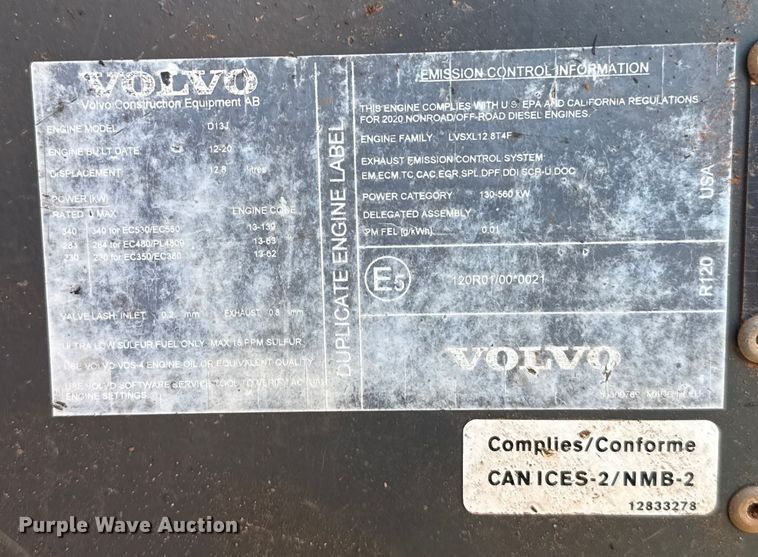 VOLVO
Volvo Construction Equipment AB
ENGINE MODEL D13J
ENGINE BUILT DATE 12-20
DISPLACEMENT 12.8 litres
POWER [kW]
RATED MAX ENGINE CODE
340 340 for EC530/EC550 13-139
284 for EC480/PL4809 13-63
230 230 for EC350/EC380 13-62
VALVE LASH: INLET 0.2 mm EXHAUST 0.8 mm
ULTRA LOW SULFUR FUEL ONLY MAX 15 PPM SULFUR
USE VOLVO VDS-4 ENGINE OIL OR EQUIVALENT QUALITY
USE VOLVO SOFTWARE SERVICE TOOL TO VERIFY ACTUAL
ENGINE SETTINGS
DUPLICATE ENGINE LABEL
EMISSION CONTROL INFORMATION
THIS ENGINE COMPLIES WITH U.S. EPA AND CALIFORNIA REGULATIONS
FOR 2020 NONROAD/OFF-ROAD DIESEL ENGINES.
ENGINE FAMILY LVSXL12.8T4F
EXHAUST EMISSION CONTROL SYSTEM
EM,ECM,TC,CAC,EGR,SPL,DPF,DDI,SCR-U,DOC
POWER CATEGORY 130-560 kW
DELEGATED ASSEMBLY
PM FEL [g/kWh] 0.01
USA
E5
120R01/00*0021
R120
VOLVO
Complies/Conforme
CAN ICES-2/NMB-2
12833278
Purple Wave Auction